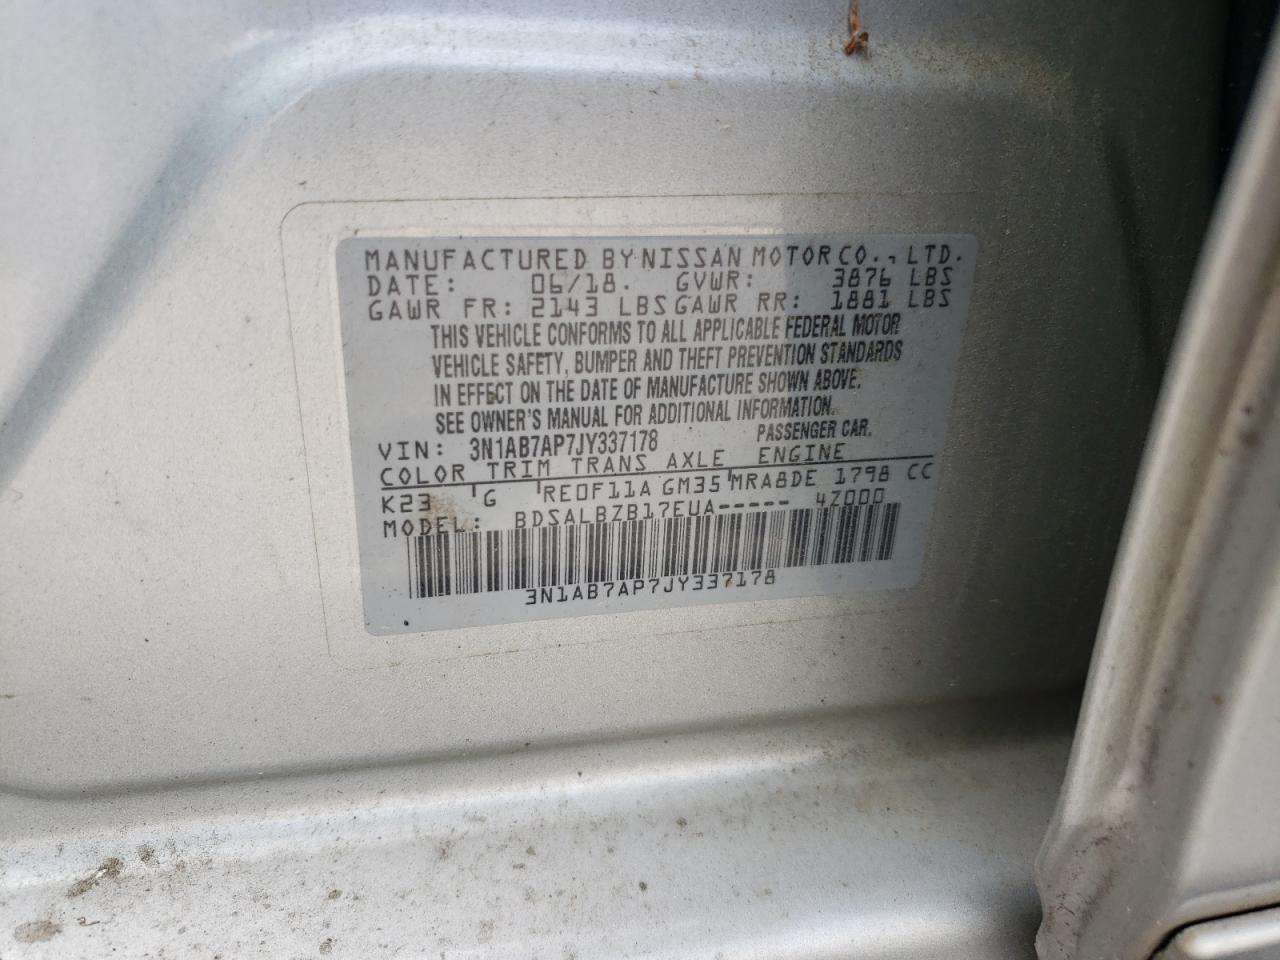 MANUFACTURED BY NISSAN MOTOR CO., LTD.
DATE: 06/18. GVWR: 3876 LBS
GAWR FR: 2143 LBS GAWR RR: 1881 LBS
THIS VEHICLE CONFORMS TO ALL APPLICABLE FEDERAL MOTOR
VEHICLE SAFETY, BUMPER AND THEFT PREVENTION STANDARDS
IN EFFECT ON THE DATE OF MANUFACTURE SHOWN ABOVE.
SEE OWNER'S MANUAL FOR ADDITIONAL INFORMATION.
VIN: 3N1AB7AP7JY337178 PASSENGER CAR.
COLOR TRIM TRANS AXLE ENGINE
K23 G RE0F11A GM35 MRA8DE 1798 CC
MODEL: BDSALBZB17EUA----- 4Z000
3N1AB7AP7JY337178